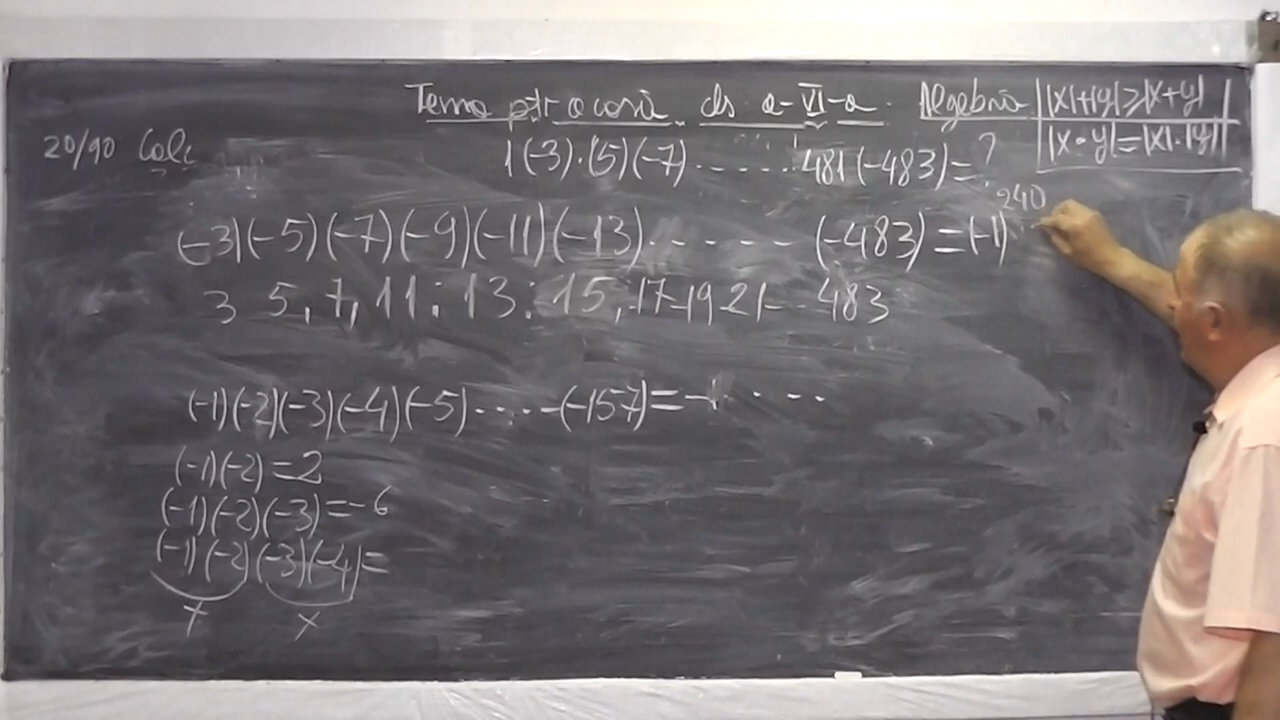 Tema ptr acasă cls a-VI-a Algebră
|x|+|y|≥|x+y|
|x•y|=|x|·|y|
20/90 Calc
1(-3)·(5)(-7).......481(-483)=?
(-3)(-5)(-7)(-9)(-11)(-13)·------(-483)=(-1)^240
3 5, 7, 11; 13; 15, 17-19 21-...483
(-1)(-2)(-3)(-4)(-5).....-(-157)=-1 ...
(-1)(-2)=2
(-1)(-2)(-3)=-6
(-1)(-2)(-3)(-4)=
+ x